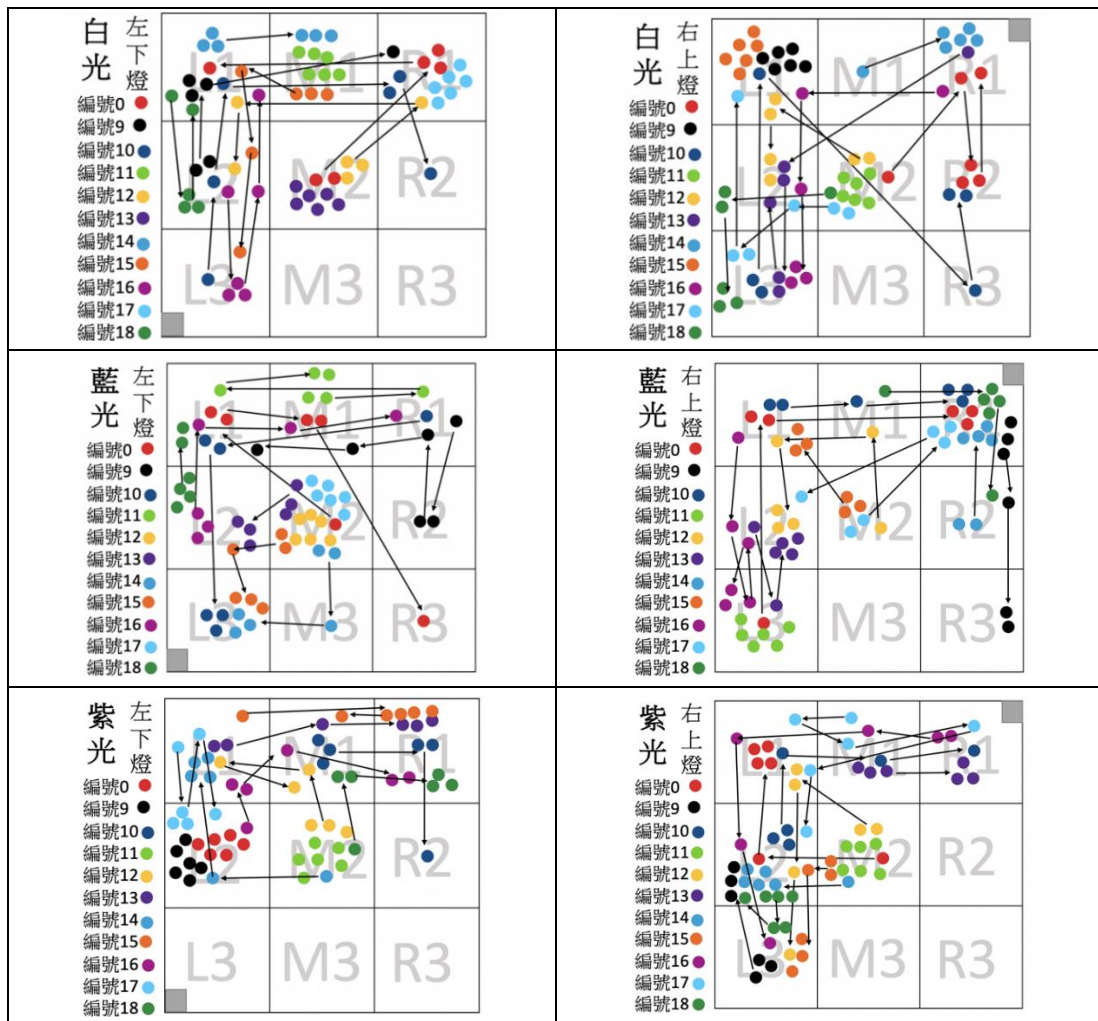 白光 左下燈
編號0
編號9
編號10
編號11
編號12
編號13
編號14
編號15
編號16
編號17
編號18
L1 M1 R1
L2 M2 R2
L3 M3 R3
白光 右上燈
編號0
編號9
編號10
編號11
編號12
編號13
編號14
編號15
編號16
編號17
編號18
L1 M1 R1
L2 M2 R2
L3 M3 R3
藍光 左下燈
編號0
編號9
編號10
編號11
編號12
編號13
編號14
編號15
編號16
編號17
編號18
L1 M1 R1
L2 M2 R2
L3 M3 R3
藍光 右上燈
編號0
編號9
編號10
編號11
編號12
編號13
編號14
編號15
編號16
編號17
編號18
L1 M1 R1
L2 M2 R2
L3 M3 R3
紫光 左下燈
編號0
編號9
編號10
編號11
編號12
編號13
編號14
編號15
編號16
編號17
編號18
L1 M1 R1
L2 M2 R2
L3 M3 R3
紫光 右上燈
編號0
編號9
編號10
編號11
編號12
編號13
編號14
編號15
編號16
編號17
編號18
L1 M1 R1
L2 M2 R2
L3 M3 R3